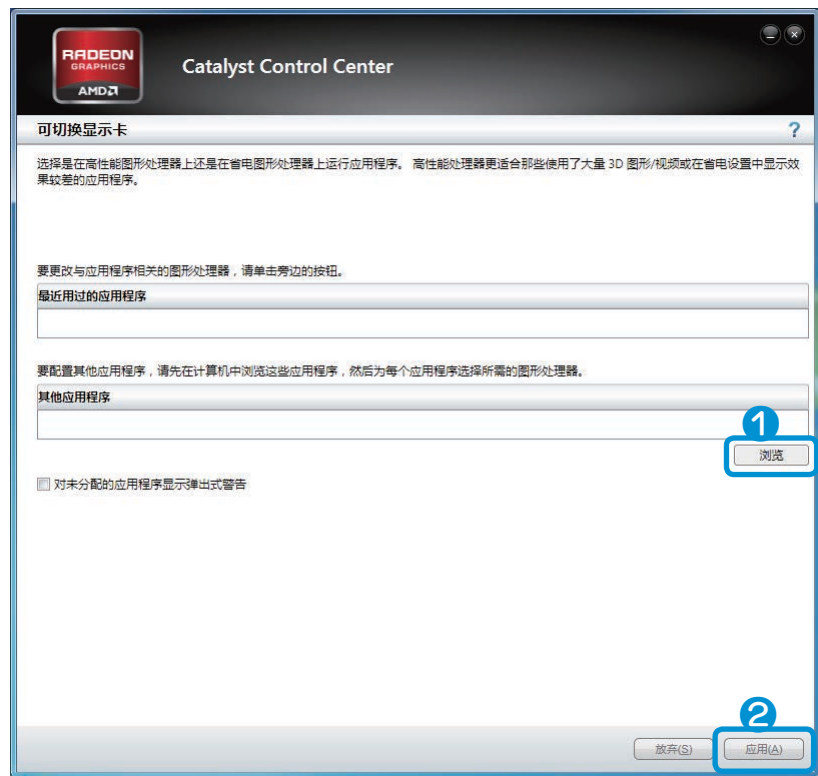 RADEON
GRAPHICS
AMD
Catalyst Control Center
可切换显示卡
?
选择是在高性能图形处理器上还是在省电图形处理器上运行应用程序。 高性能处理器更适合那些使用了大量 3D 图形/视频或在省电设置中显示效
果较差的应用程序。
要更改与应用程序相关的图形处理器，请单击旁边的按钮。
最近用过的应用程序
要配置其他应用程序，请先在计算机中浏览这些应用程序，然后为每个应用程序选择所需的图形处理器。
其他应用程序
1
浏览
对未分配的应用程序显示弹出式警告
2
放弃(S)
应用(A)